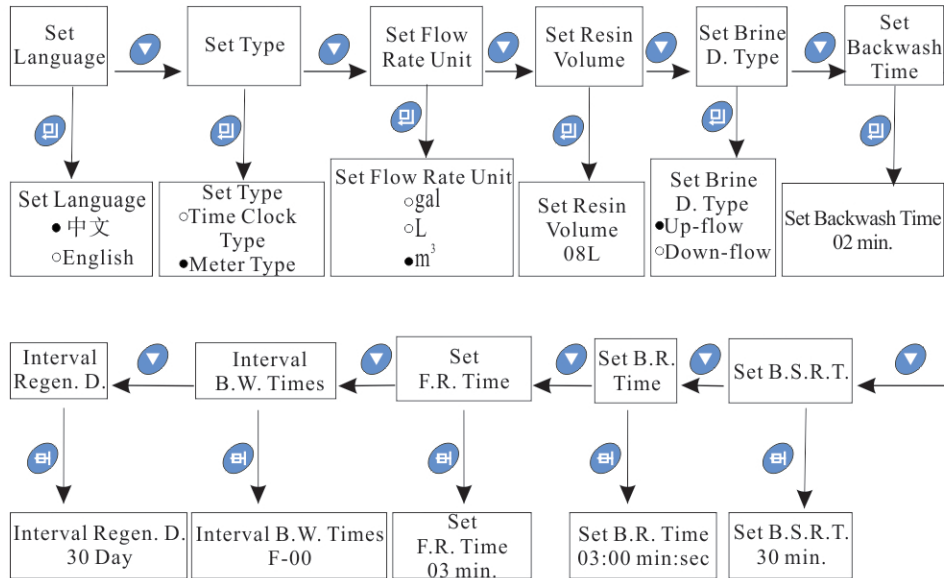 Set
Language
Set Type
Set Flow
Rate Unit
Set Resin
Volume
Set Brine
D. Type
Set
Backwash
Time
Set Language
●中文
○English
Set Type
○Time Clock
Type
●Meter Type
Set Flow Rate Unit
○gal
○L
●m³
Set Resin
Volume
08L
Set Brine
D. Type
●Up-flow
○Down-flow
Set Backwash Time
02 min.
Interval
Regen. D.
Interval
B.W. Times
Set
F.R. Time
Set B.R.
Time
Set B.S.R.T.
Interval Regen. D.
30 Day
Interval B.W. Times
F-00
Set
F.R. Time
03 min.
Set B.R. Time
03:00 min:sec
Set B.S.R.T.
30 min.